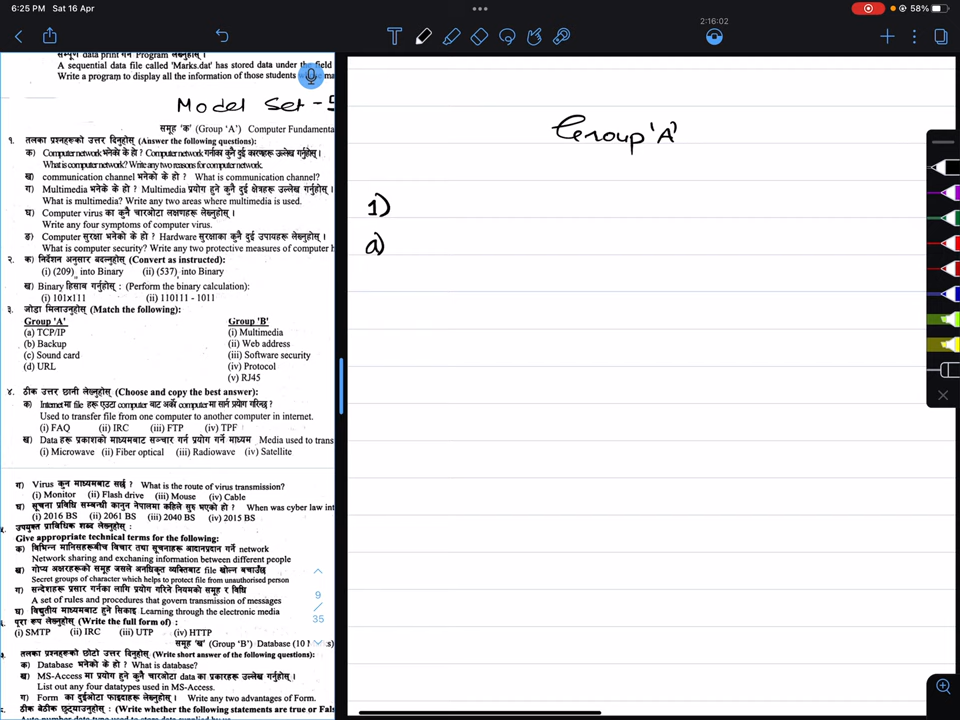 6:25 PM Sat 16 Apr
58%
2:16:02
सम्पूर्ण data print गर्ने Program लेख्नुहोस् ।
A sequential data file called 'Marks.dat' has stored data under the field
Write a program to display all the information of those students
Model Set - 5
समूह 'क' (Group 'A') Computer Fundamenta
१. तलका प्रश्नहरूको उत्तर दिनुहोस् (Answer the following questions):
क) Computer network भनेको के हो ? Computer network गर्नाका कुनै दुई कारणहरू उल्लेख गर्नुहोस् ।
What is computer network? Write any two reasons for computer network.
ख) communication channel भनेको के हो ? What is communication channel?
ग) Multimedia भनेके के हो ? Multimedia प्रयोग हुने कुनै दुई क्षेत्रहरू उल्लेख गर्नुहोस् ।
What is multimedia? Write any two areas where multimedia is used.
घ) Computer virus का कुनै चारओटा लक्षणहरू लेख्नुहोस् ।
Write any four symptoms of computer virus.
ङ) Computer सुरक्षा भनेको के हो ? Hardware सुरक्षाका कुनै दुई उपायहरू लेख्नुहोस् ।
What is computer security? Write any two protective measures of computer h
२. क) निर्देशन अनुसार बदल्नुहोस् (Convert as instructed):
(i) (209) into Binary (ii) (537) into Binary
ख) Binary हिसाब गर्नुहोस् : (Perform the binary calculation):
(i) 101x111 (ii) 110111 - 1011
३. जोडा मिलाउनुहोस् (Match the following):
Group 'A' Group 'B'
(a) TCP/IP (i) Multimedia
(b) Backup (ii) Web address
(c) Sound card (iii) Software security
(d) URL (iv) Protocol
(v) RJ45
४. ठीक उत्तर छानी लेख्नुहोस् (Choose and copy the best answer):
क) Internet मा file हरू एउटा computer बाट अर्को computer मा सार्न प्रयोग गरिन्छ ?
Used to transfer file from one computer to another computer in internet.
(i) FAQ (ii) IRC (iii) FTP (iv) TPF
ख) Data हरू प्रकाशको माध्यमबाट सञ्चार गर्न प्रयोग गर्ने माध्यम Media used to trans
(i) Microwave (ii) Fiber optical (iii) Radiowave (iv) Satellite
ग) Virus कुन माध्यमबाट सर्छ ? What is the route of virus transmission?
(i) Monitor (ii) Flash drive (iii) Mouse (iv) Cable
घ) सूचना प्रविधि सम्बन्धी कानुन नेपालमा कहिले सुरु भएको हो ? When was cyber law int
(i) 2016 BS (ii) 2061 BS (iii) 2040 BS (iv) 2015 BS
५. उपयुक्त प्राविधिक शब्द लेख्नुहोस् :
Give appropriate technical terms for the following:
क) विभिन्न मानिसहरूबीच विचार तथा सूचनाहरू आदानप्रदान गर्ने network
Network sharing and exchaning information between different people
ख) गोप्य अक्षरहरूको समूह जसले अनधिकृत व्यक्तिबाट file खोल्न बचाउँछ
Secret groups of character which helps to protect file from unauthorised person
ग) सन्देशहरू प्रसार गर्नका लागि प्रयोग गरिने नियमको समूह र विधि
A set of rules and procedures that govern transmission of messages
घ) विद्युतीय माध्यमबाट हुने सिकाइ Learning through the electronic media
पूरा रूप लेख्नुहोस् (Write the full form of) :
(i) SMTP (ii) IRC (iii) UTP (iv) HTTP
समूह 'ख' (Group 'B') Database (10
तलका प्रश्नहरूको छोटो उत्तर दिनुहोस् (Write short answer of the following questions):
क) Database भनेको के हो ? What is database?
ख) MS-Access मा प्रयोग हुने कुनै चारओटा data का प्रकारहरू उल्लेख गर्नुहोस् ।
List out any four datatypes used in MS-Access.
ग) Form का दुईओटा फाइदाहरू लेख्नुहोस् । Write any two advantages of Form.
ठीक बेठीक छुट्याउनुहोस् : (Write whether the following statements are true or Fals
9
/
35
Group 'A'
1)
a)